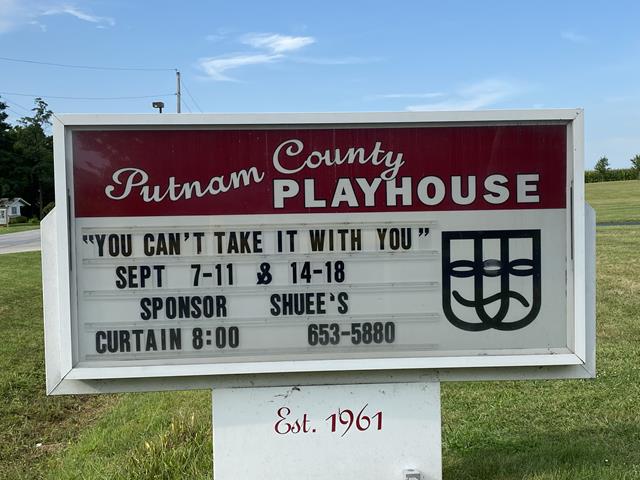 Putnam County
PLAYHOUSE
"YOU CAN'T TAKE IT WITH YOU"
SEPT 7-11 & 14-18
SPONSOR SHUEE'S
CURTAIN 8:00 653-5880
Est. 1961